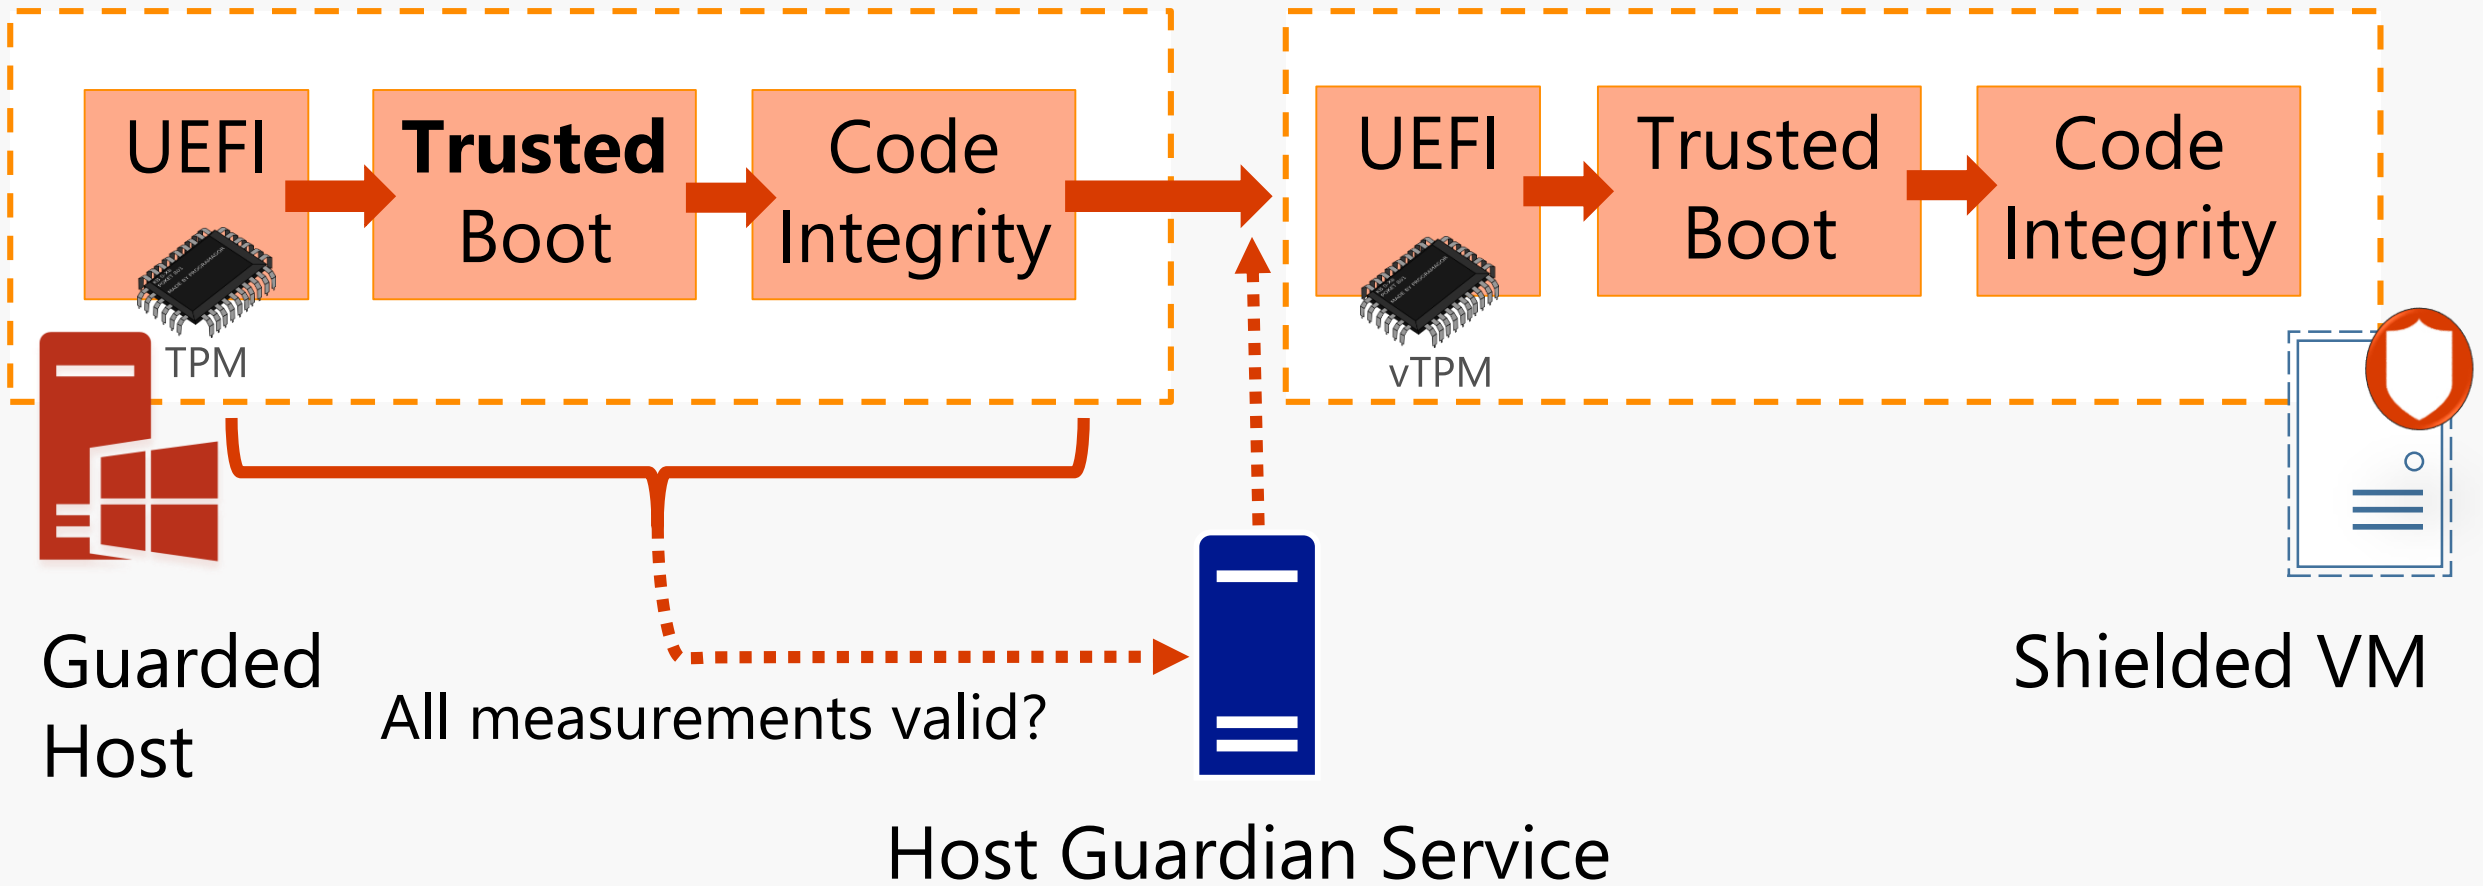 UEFI
Trusted
Boot
Code
Integrity
TPM
UEFI
Trusted
Boot
Code
Integrity
vTPM
Guarded
Host
All measurements valid?
Shielded VM
Host Guardian Service